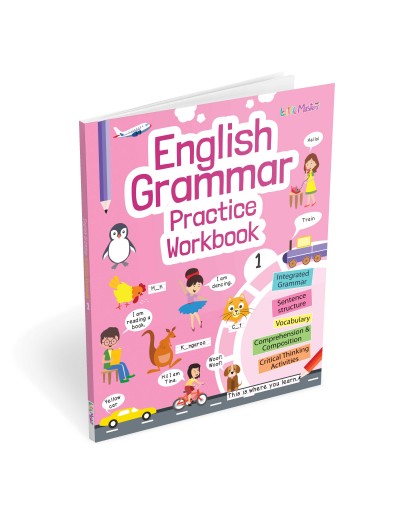 English
Grammar
Practice
Workbook
1
Hello!
Train
Integrated
Grammar
Sentence
structure
Vocabulary
Comprehension &
Composition
Critical Thinking
Activities
I am
dancing.
I am
reading a
book.
C_t
K_ngaroo
Woof!
Woof!
Hi! I am
Tina.
Yellow
car
This is where you learn.